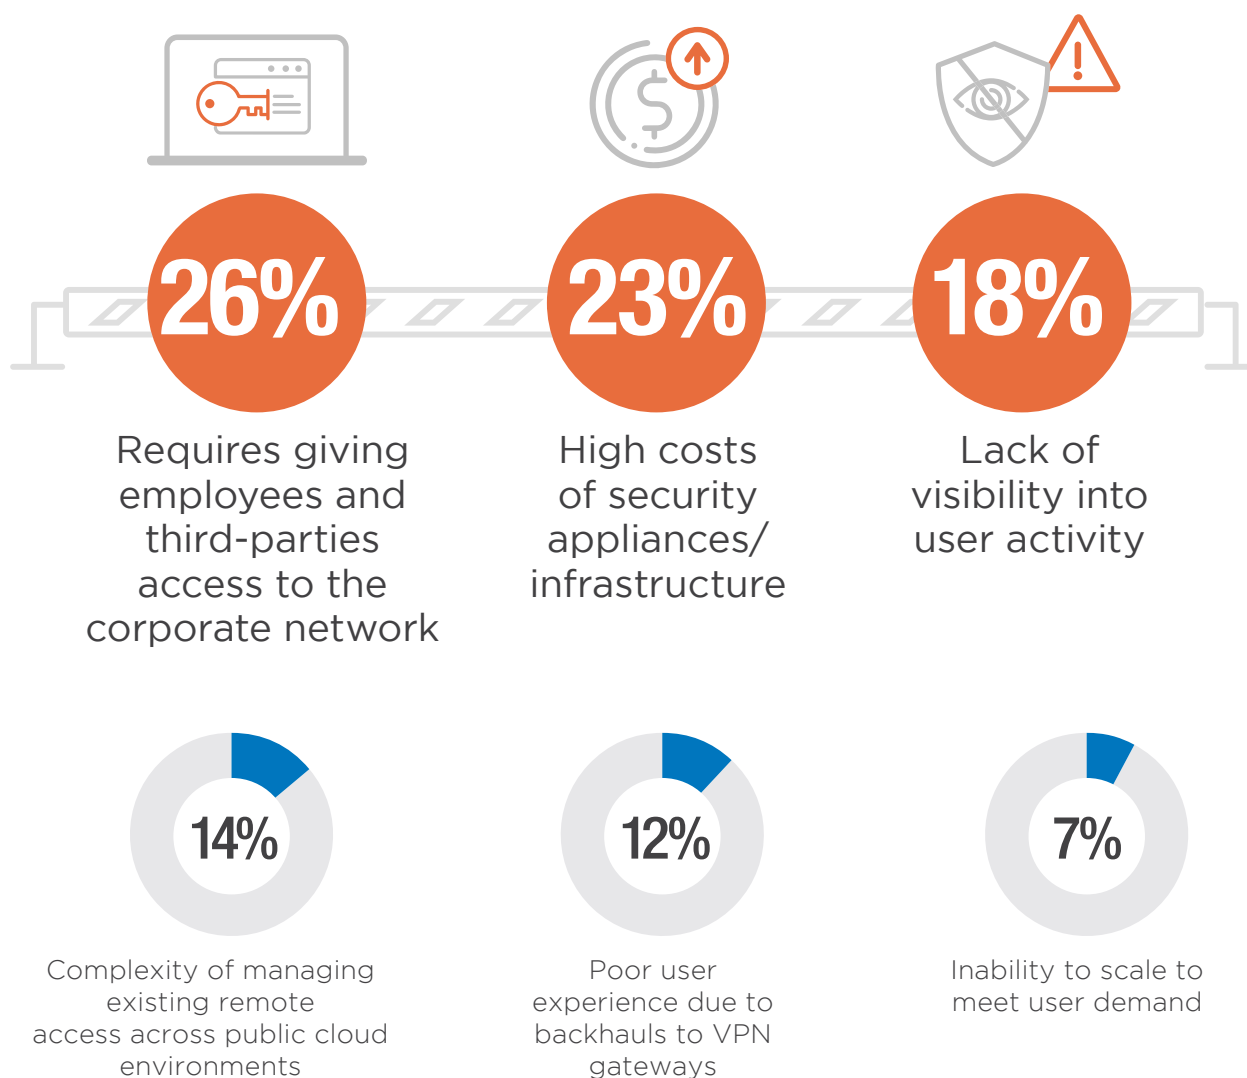 26%
23%
18%
Requires giving
employees and
third-parties
access to the
corporate network
High costs
of security
appliances/
infrastructure
Lack of
visibility into
user activity
14%
12%
7%
Complexity of managing
existing remote
access across public cloud
environments
Poor user
experience due to
backhauls to VPN
gateways
Inability to scale to
meet user demand